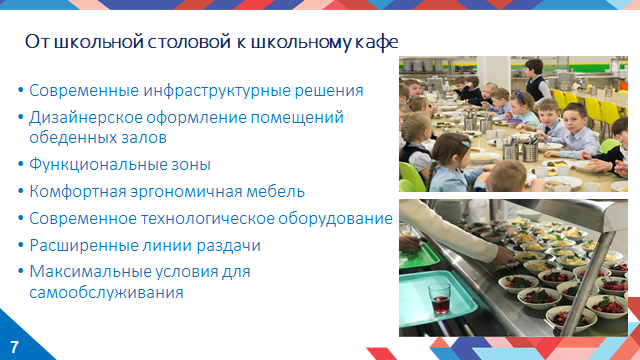 От школьной столовой к школьному кафе
• Современные инфраструктурные решения
• Дизайнерское оформление помещений
обеденных залов
• Функциональные зоны
• Комфортная эргономичная мебель
• Современное технологическое оборудование
• Расширенные линии раздачи
• Максимальные условия для
самообслуживания
7